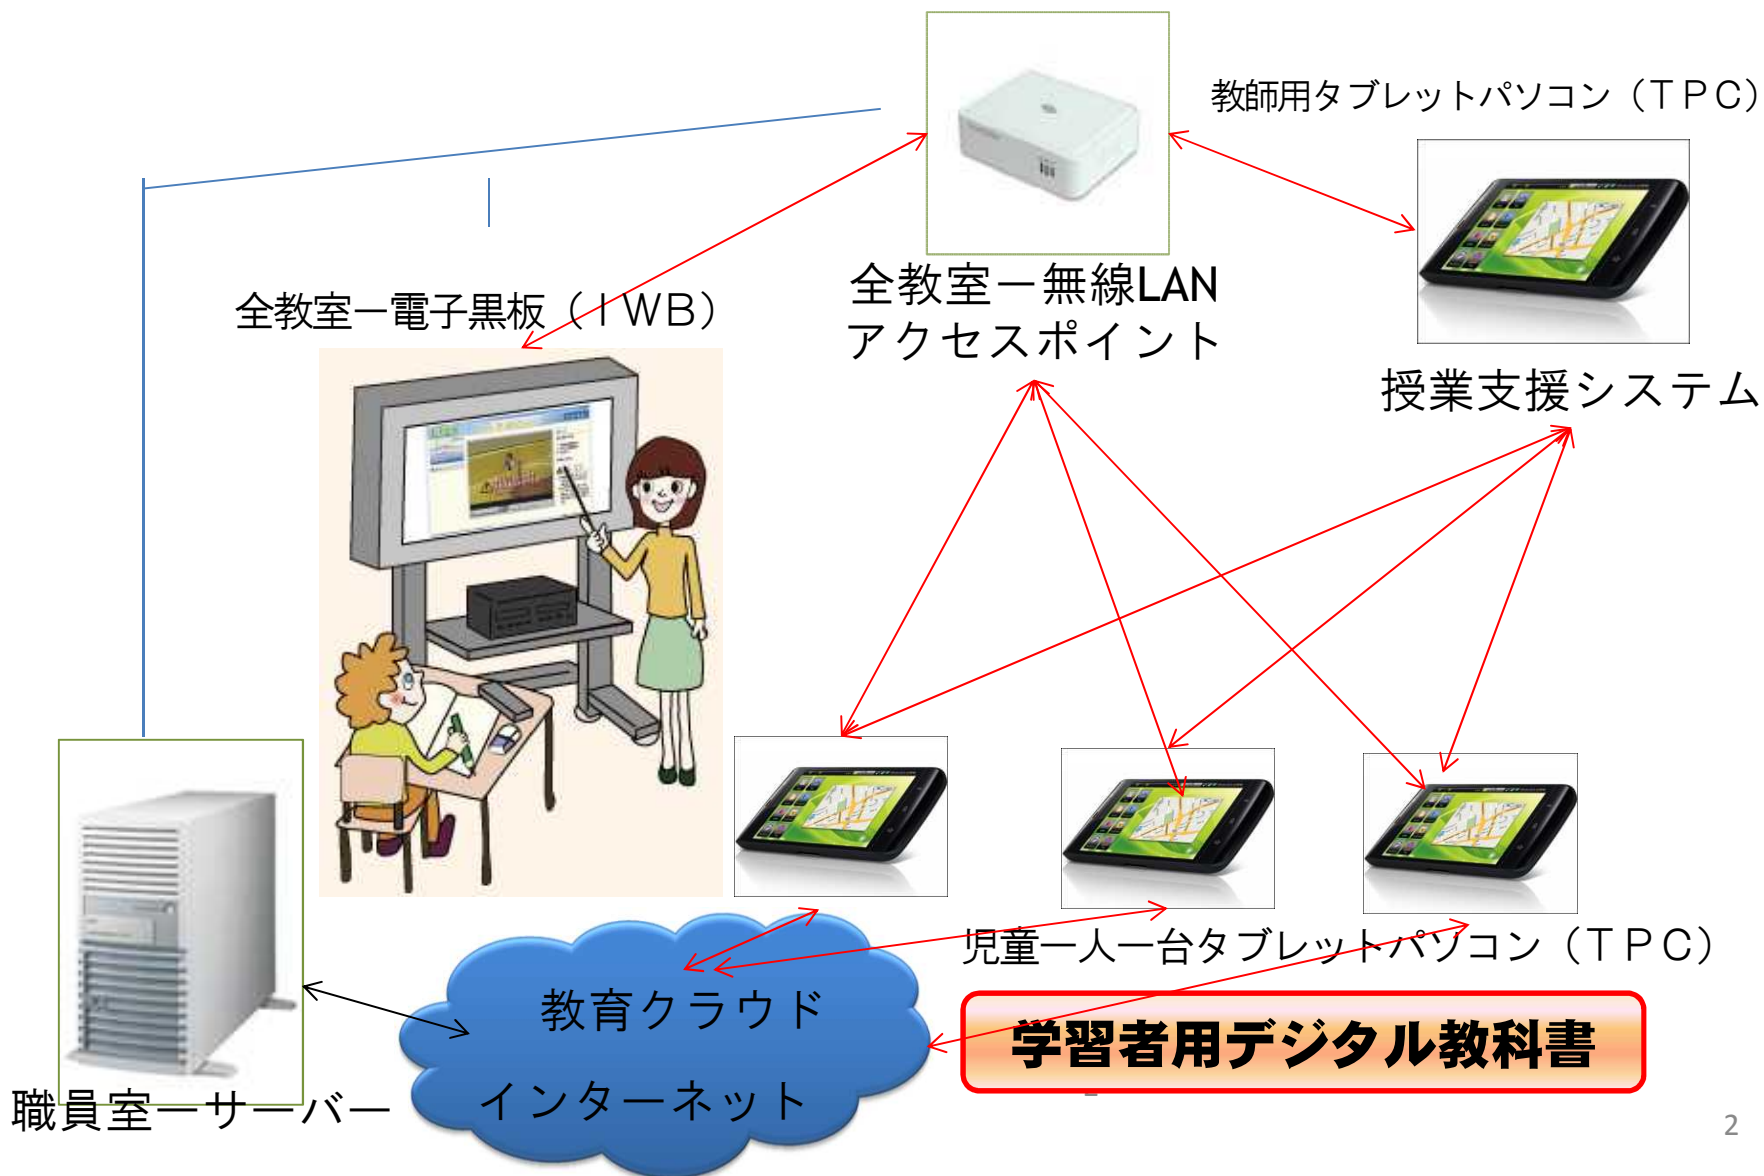 教師用タブレットパソコン（ＴＰＣ）
全教室ー無線LAN
アクセスポイント
全教室ー電子黒板（ＩＷＢ）
授業支援システム
児童一人一台タブレットパソコン（ＴＰＣ）
教育クラウド
インターネット
学習者用デジタル教科書
職員室ーサーバー
2